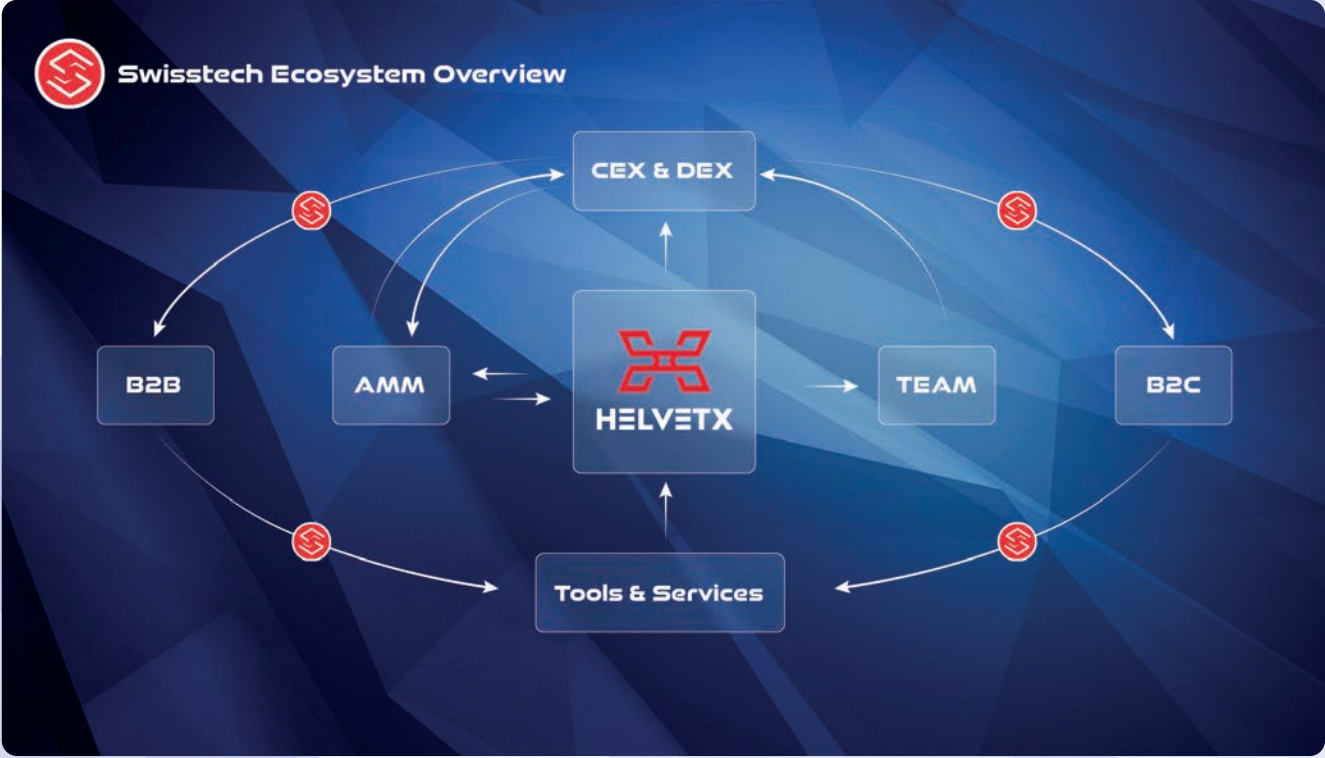 Swisstech Ecosystem Overview
CEX & DEX
B2B
AMM
HELVETX
TEAM
B2C
Tools & Services